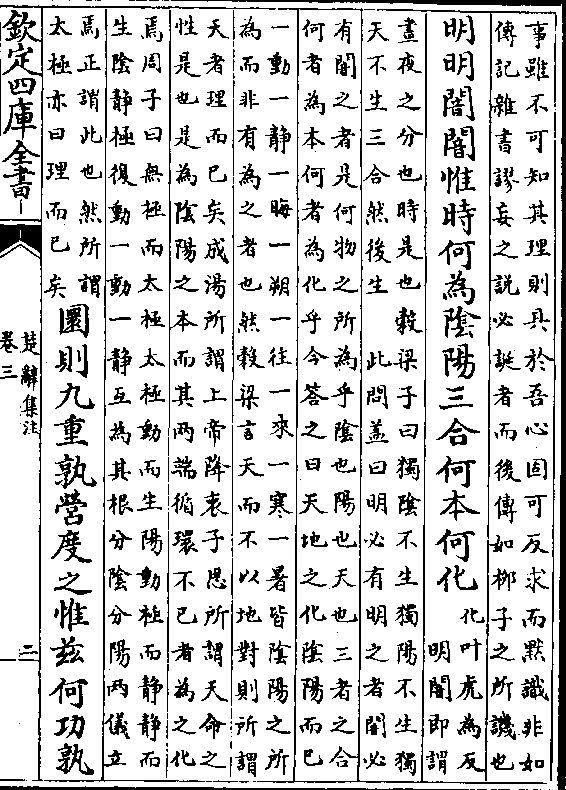 事雖不可知其理則具於吾心固可反求而黙識非如
傳記雜書謬妄之說必誕者而後傳如柳子之所譏也
明明闇闇惟時何為陰陽三合何本何化
化叶虎為反
明闇即謂
晝夜之分也時是也穀梁子曰獨陰不生獨陽不生獨
天不生三合然後生　此問蓋曰明必有明之者闇必
有闇之者是何物之所為乎陰也陽也天也三者之合
何者為本何者為化乎今答之曰天地之化陰陽而已
一動一靜一晦一朔一往一來一寒一暑皆陰陽之所
為而非有為之者也然穀梁言天而不以地對則所謂
天者理而已矣成湯所謂上帝降衷子思所謂天命之
性是也是為陰陽之本而其兩端循環不已者為之化
焉周子曰無極而太極太極動而生陽動極而靜靜而
生陰靜極復動一動一靜互為其根分陰分陽兩儀立
焉正謂此也然所謂
太極亦曰理而已矣
圜則九重孰營度之惟兹何功孰
欽定四庫全書
楚辭集注
卷三
二